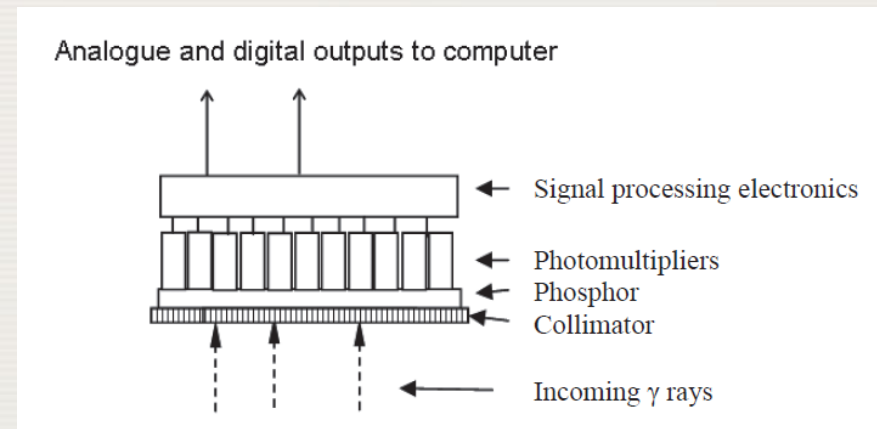 Analogue and digital outputs to computer
Signal processing electronics
Photomultipliers
Phosphor
Collimator
Incoming γ rays